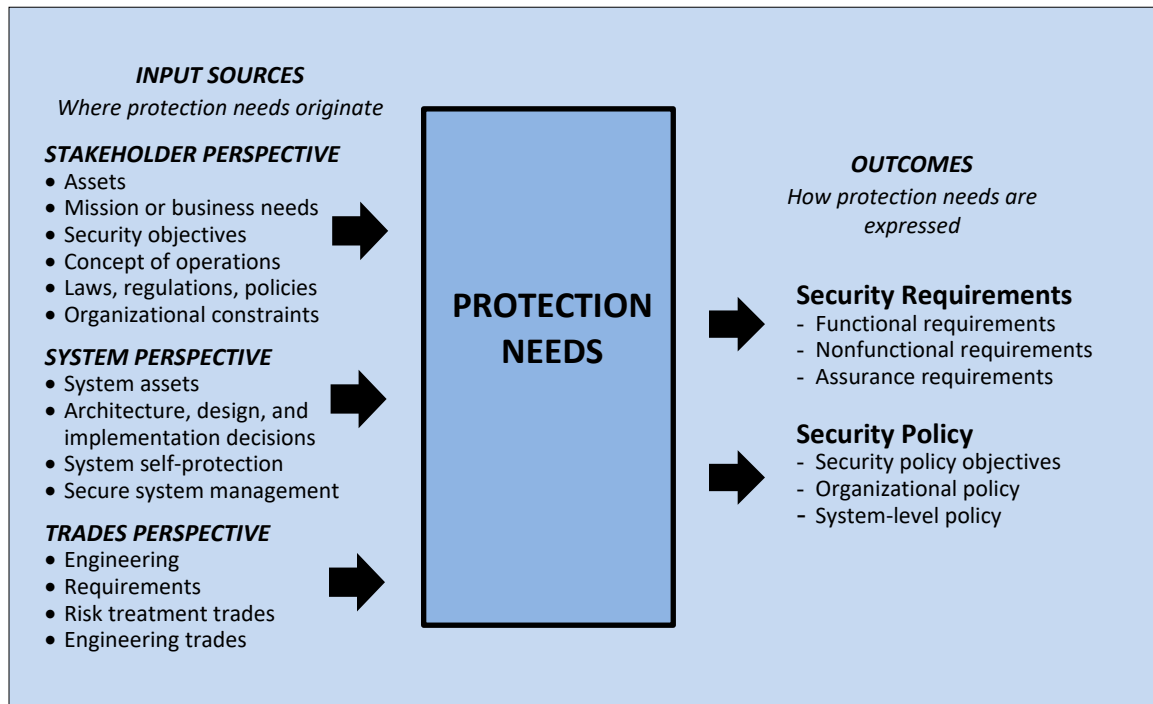 INPUT SOURCES
Where protection needs originate
STAKEHOLDER PERSPECTIVE
• Assets
• Mission or business needs
• Security objectives
• Concept of operations
• Laws, regulations, policies
• Organizational constraints
SYSTEM PERSPECTIVE
• System assets
• Architecture, design, and
implementation decisions
• System self-protection
• Secure system management
TRADES PERSPECTIVE
• Engineering
• Requirements
• Risk treatment trades
• Engineering trades
PROTECTION
NEEDS
OUTCOMES
How protection needs are
expressed
Security Requirements
- Functional requirements
- Nonfunctional requirements
- Assurance requirements
Security Policy
- Security policy objectives
- Organizational policy
- System-level policy